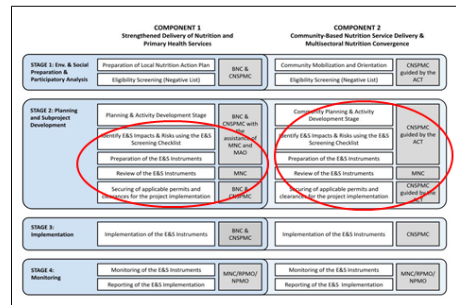 COMPONENT 1
Strengthened Delivery of Nutrition and
Primary Health Services
COMPONENT 2
Community-Based Nutrition Service Delivery &
Multisectoral Nutrition Convergence
STAGE 1: Env. & Social
Preparation &
Participatory Analysis
Preparation of Local Nutrition Action Plan
Eligibility Screening (Negative List)
BNC &
CNSPMC
Community Mobilization and Orientation
Eligibility Screening (Negative List)
CNSPMC
guided by the
ACT
STAGE 2: Planning
and Subproject
Development
Planning & Activity Development Stage
Identify E&S Impacts & Risks using the E&S
Screening Checklist
Preparation of the E&S Instruments
Review of the E&S Instruments
Securing of applicable permits and
clearances for the project implementation
BNC &
CNSPMC with
the
assistance of
MNC and
MAO
MNC
BNC &
CNSPMC
Community Planning & Activity
Development Stage
Identify E&S Impacts & Risks using the E&S
Screening Checklist
Preparation of the E&S Instruments
Review of the E&S Instruments
Securing of applicable permits and
clearances for the project implementation
CNSPMC
guided by the
ACT
MNC
CNSPMC
guided by the
ACT
STAGE 3:
Implementation
Implementation of the E&S Instruments
BNC &
CNSPMC
Implementation of the E&S Instruments
CNSPMC
STAGE 4:
Monitoring
Monitoring of the E&S Instruments
Reporting of the E&S Implementation
MNC/RPMO/
NPMO
Monitoring of the E&S Instruments
Reporting of the E&S Implementation
MNC/RPMO/
NPMO